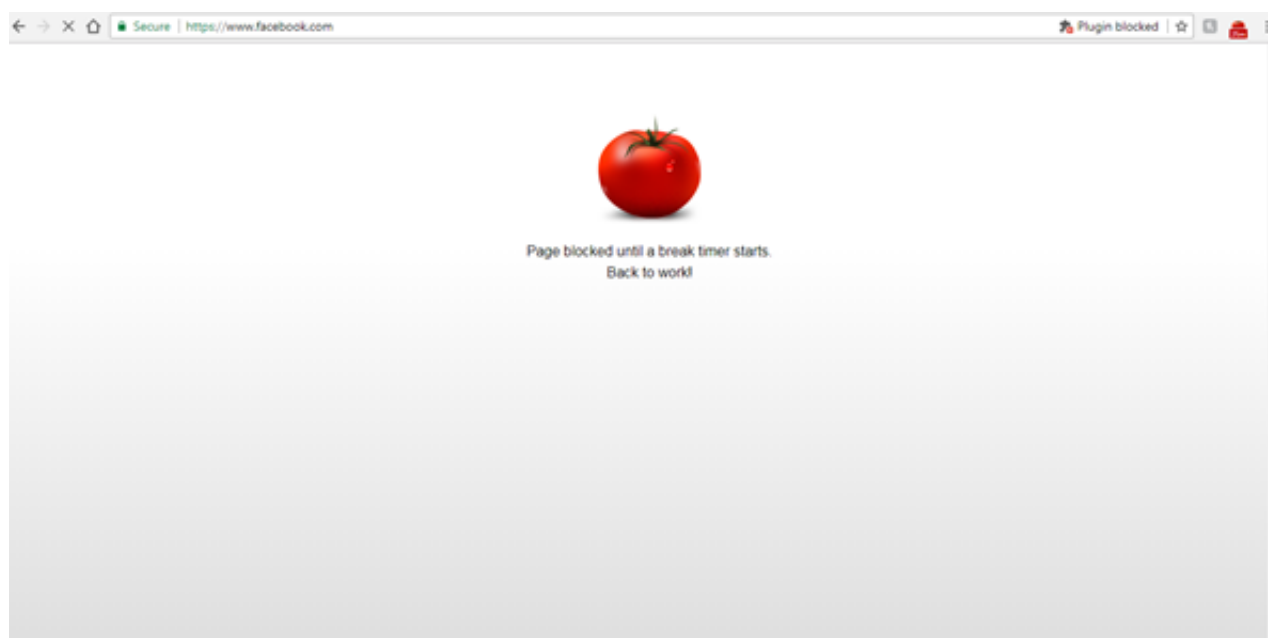 Secure | https://www.facebook.com
Plugin blocked
Page blocked until a break timer starts.
Back to work!